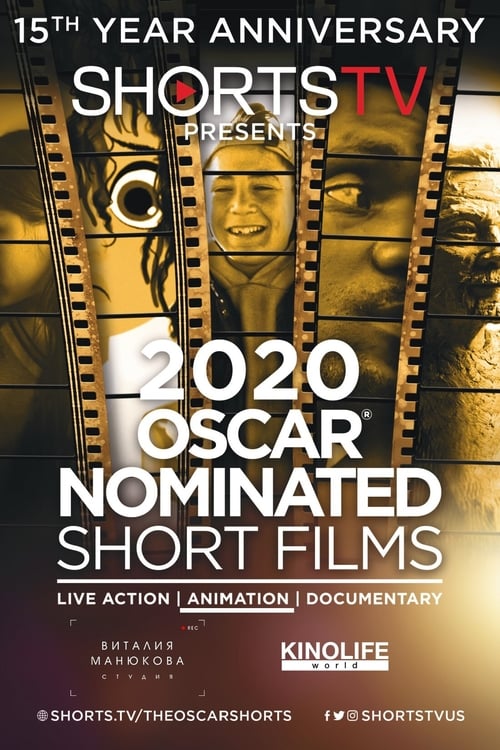 15TH YEAR ANNIVERSARY
SHORTSTV
PRESENTS
2020
OSCAR®
NOMINATED
SHORT FILMS
LIVE ACTION | ANIMATION | DOCUMENTARY
REC
ВИТАЛИЯ
МАНЮКОВА
СТУДИЯ
KINOLIFE
world
SHORTS.TV/THEOSCARSHORTS
SHORTSTVUS